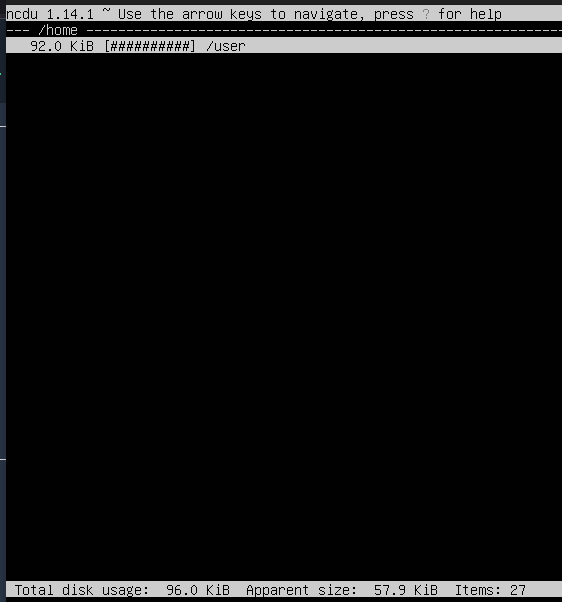 ncdu 1.14.1 ~ Use the arrow keys to navigate, press ? for help
--- /home ------------------------------------------------------------
92.0 KiB [##########] /user
Total disk usage: 96.0 KiB Apparent size: 57.9 KiB Items: 27